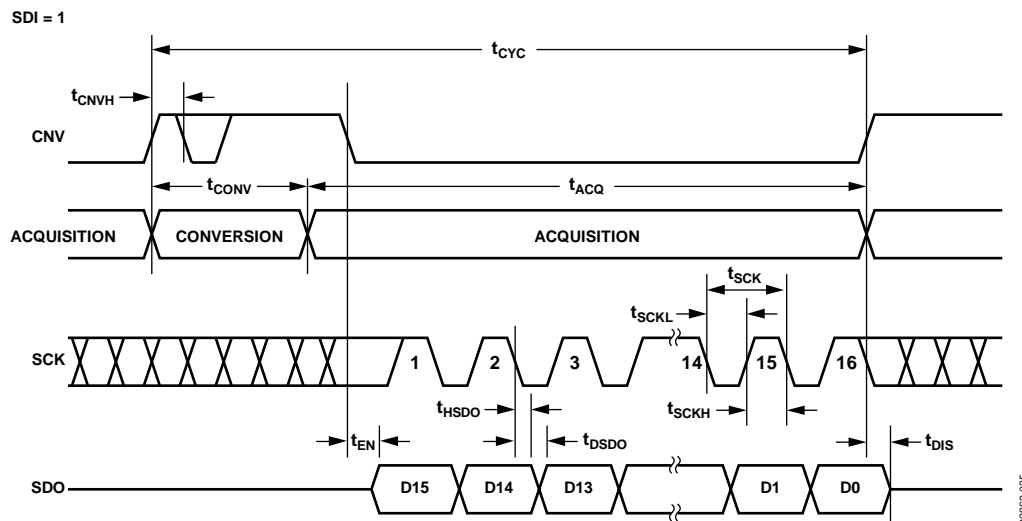 SDI = 1
tCYC
tCNVH
CNV
tCONV
tACQ
ACQUISITION
CONVERSION
ACQUISITION
tSCK
tSCKL
SCK
1
2
3
14
15
16
tHSDO
tSCKH
tEN
tDSDO
tDIS
SDO
D15
D14
D13
D1
D0